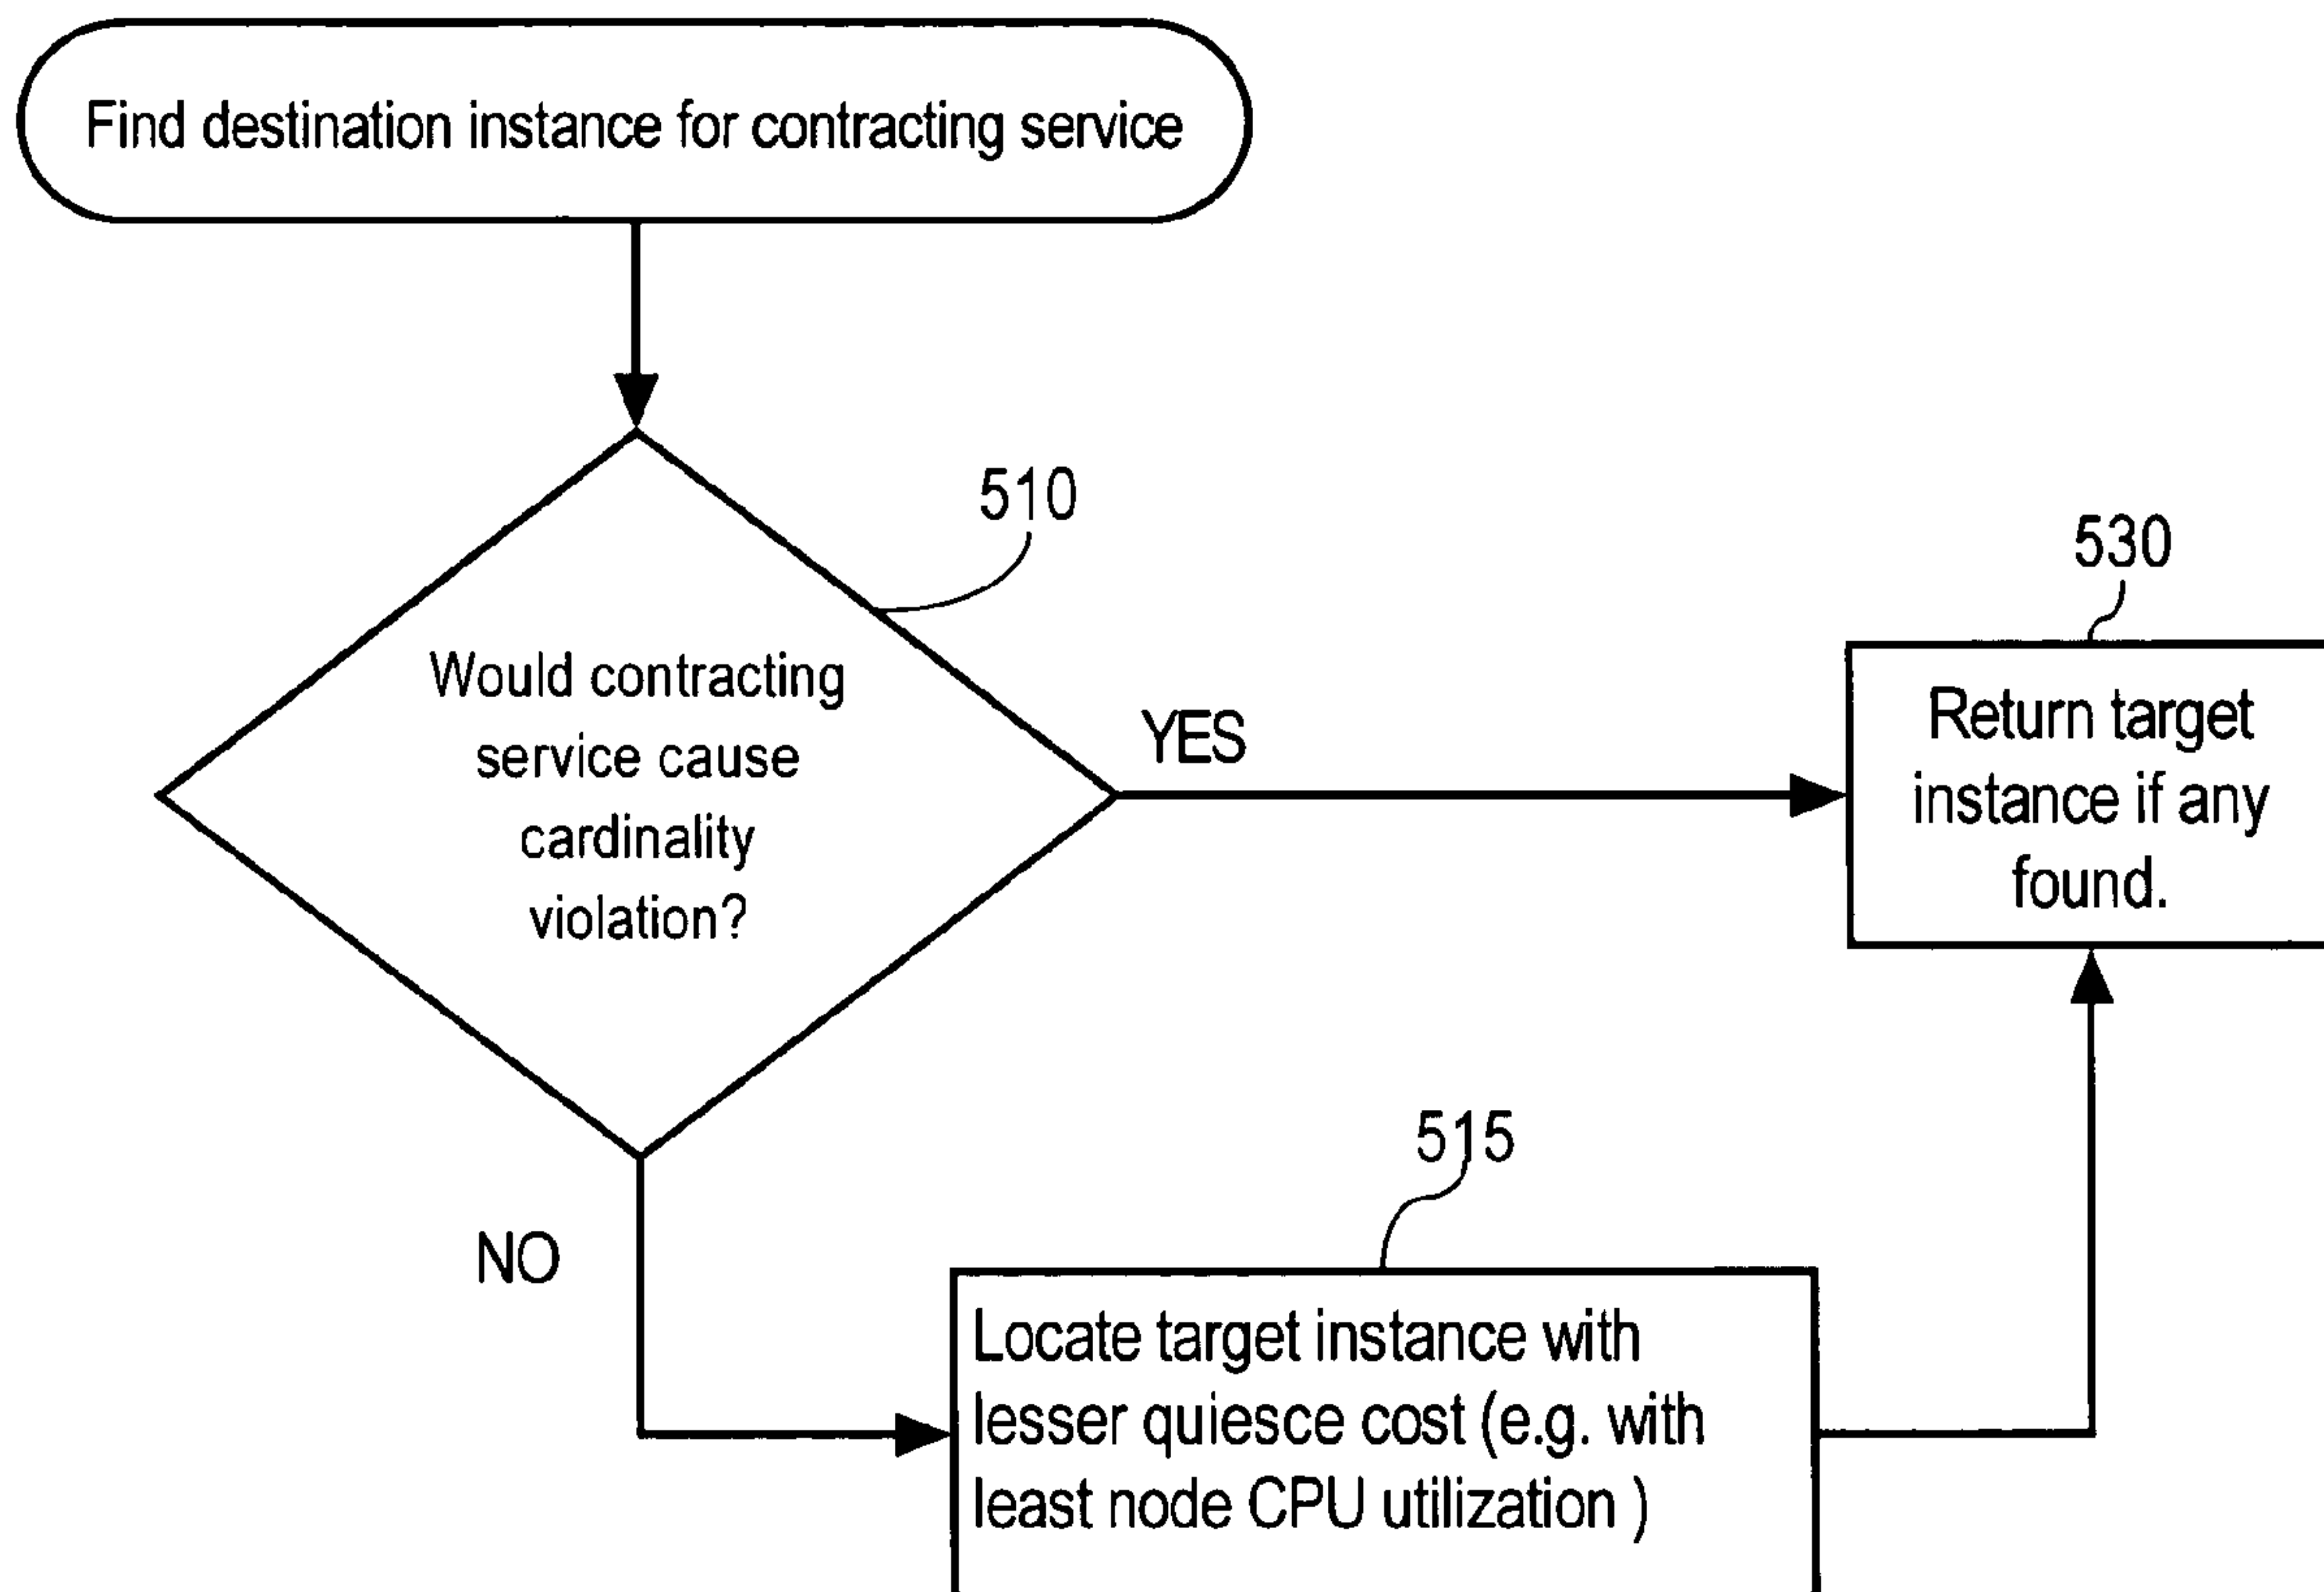 Find destination instance for contracting service
510
530
Would contracting
service cause
cardinality
violation?
YES
Return target
instance if any
found.
515
NO
Locate target instance with
lesser quiesce cost (e.g. with
least node CPU utilization )